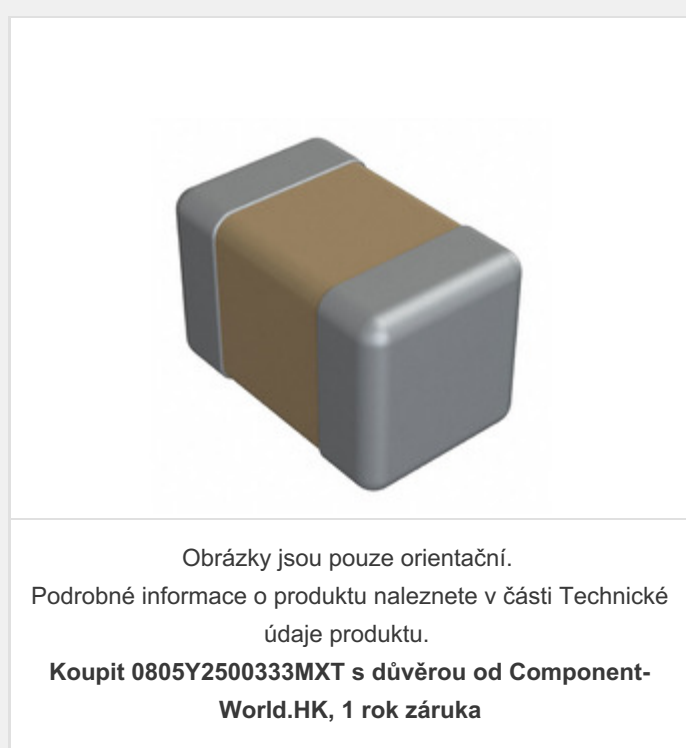 Obrázky jsou pouze orientační.
Podrobné informace o produktu naleznete v části Technické
údaje produktu.
Koupit 0805Y2500333MXT s důvěrou od Component-
World.HK, 1 rok záruka